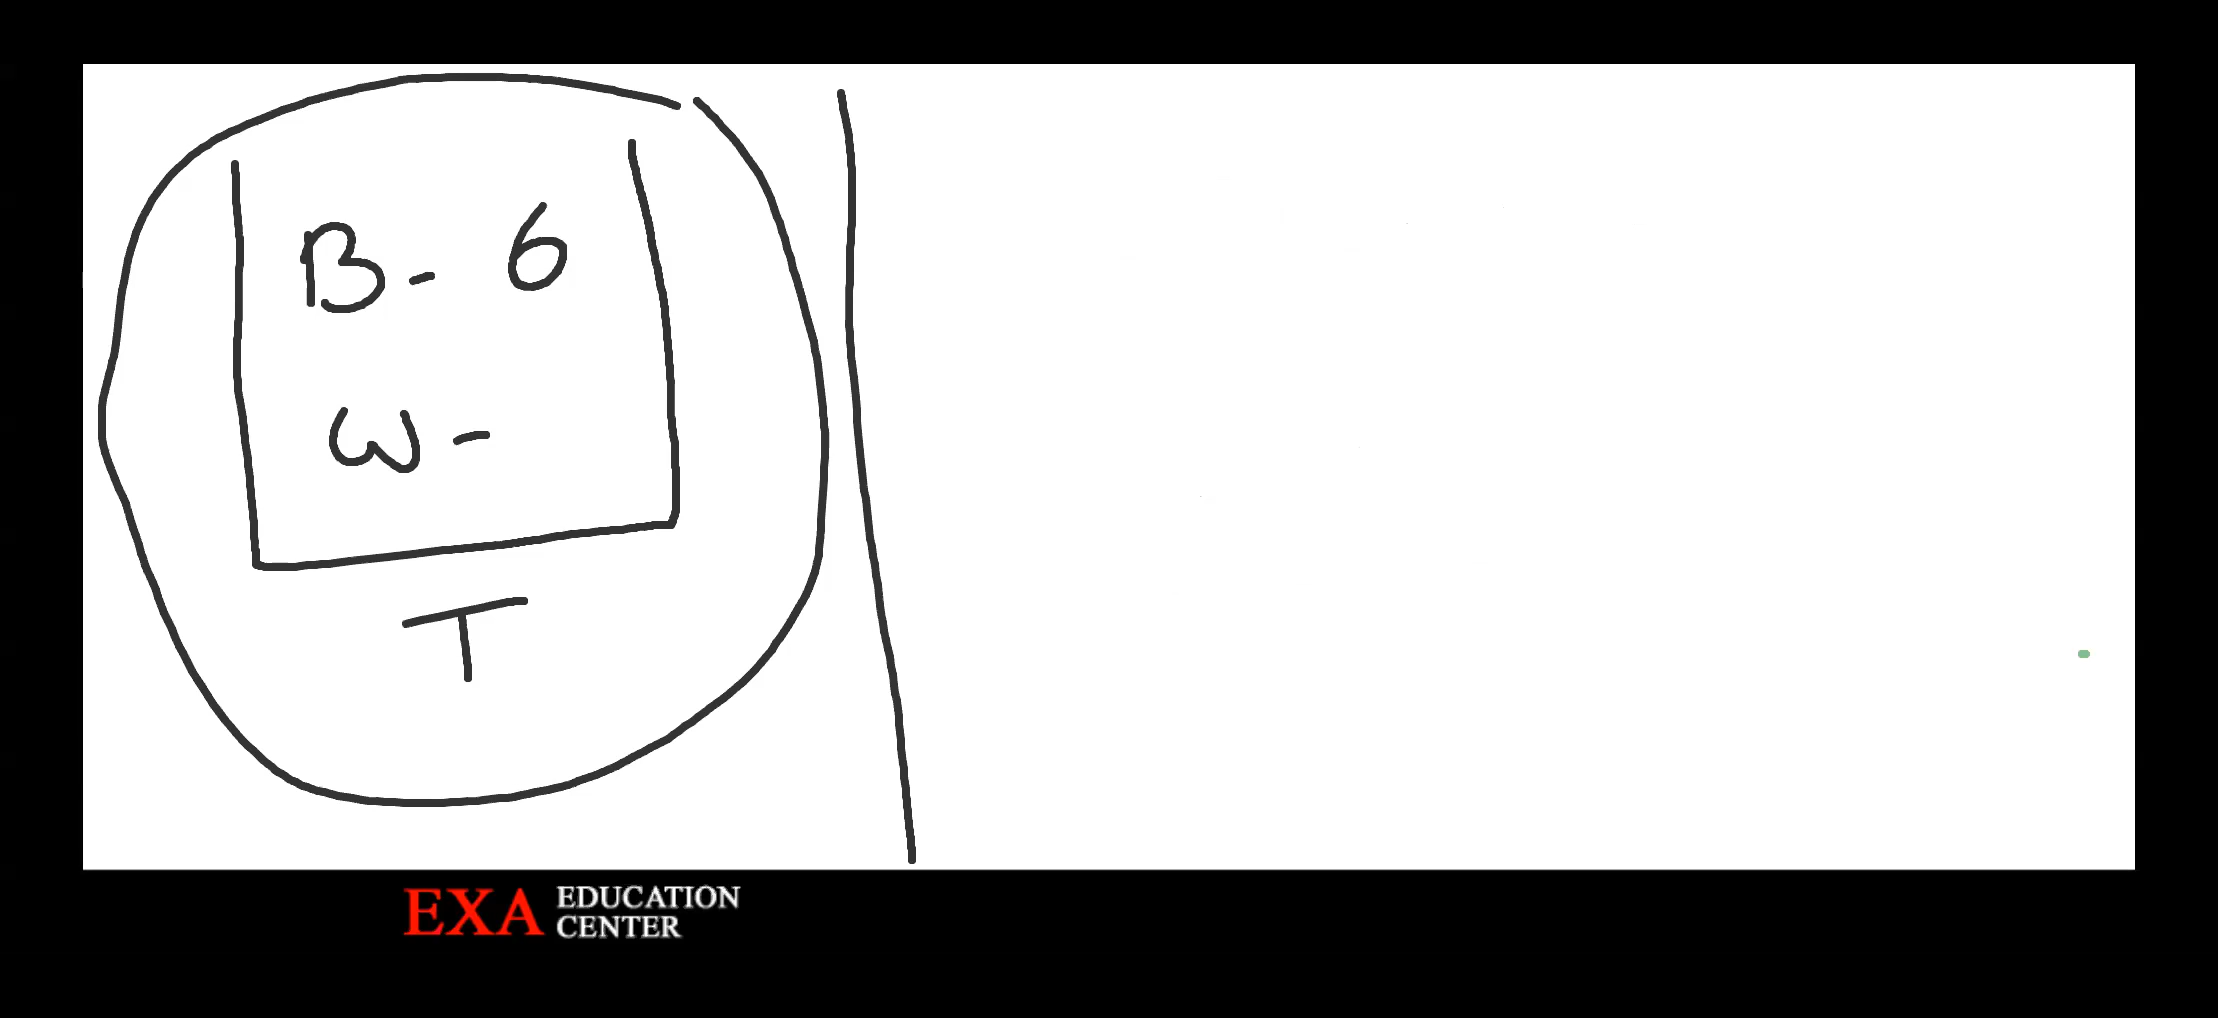 B - 6
W -
T
EXA EDUCATION
CENTER